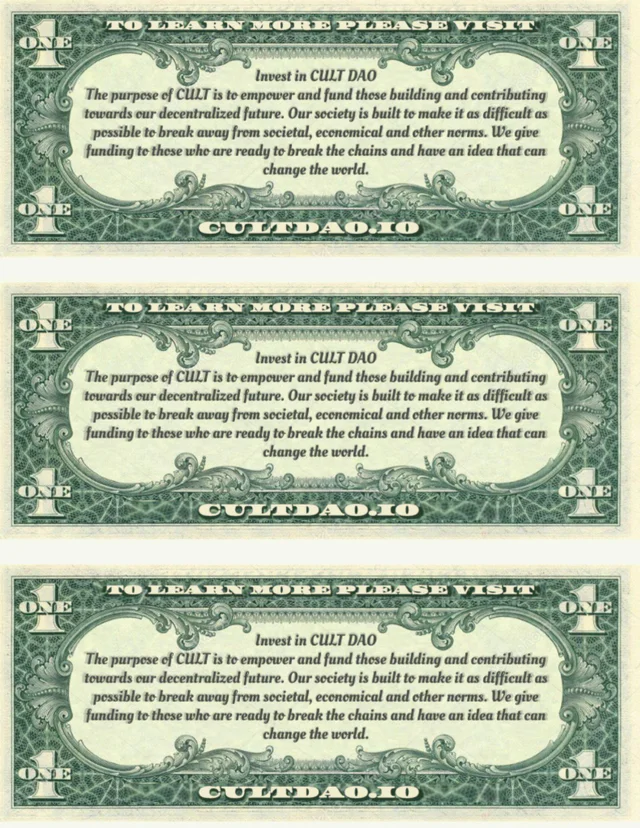 TO LEARN MORE PLEASE VISIT
1 ONE 1 ONE
Invest in CULT DAO
The purpose of CULT is to empower and fund those building and contributing
towards our decentralized future. Our society is built to make it as difficult as
possible to break away from societal, economical and other norms. We give
funding to those who are ready to break the chains and have an idea that can
change the world.
1 ONE 1 ONE
CULTDAO.IO
TO LEARN MORE PLEASE VISIT
1 ONE 1 ONE
Invest in CULT DAO
The purpose of CULT is to empower and fund those building and contributing
towards our decentralized future. Our society is built to make it as difficult as
possible to break away from societal, economical and other norms. We give
funding to those who are ready to break the chains and have an idea that can
change the world.
1 ONE 1 ONE
CULTDAO.IO
TO LEARN MORE PLEASE VISIT
1 ONE 1 ONE
Invest in CULT DAO
The purpose of CULT is to empower and fund those building and contributing
towards our decentralized future. Our society is built to make it as difficult as
possible to break away from societal, economical and other norms. We give
funding to those who are ready to break the chains and have an idea that can
change the world.
1 ONE 1 ONE
CULTDAO.IO